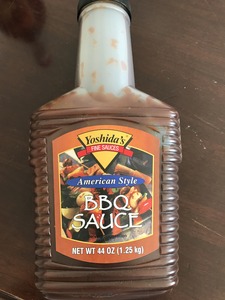 Yoshida's
FINE SAUCES
American Style
BBQ
SAUCE
NET WT 44 OZ (1.25 kg)